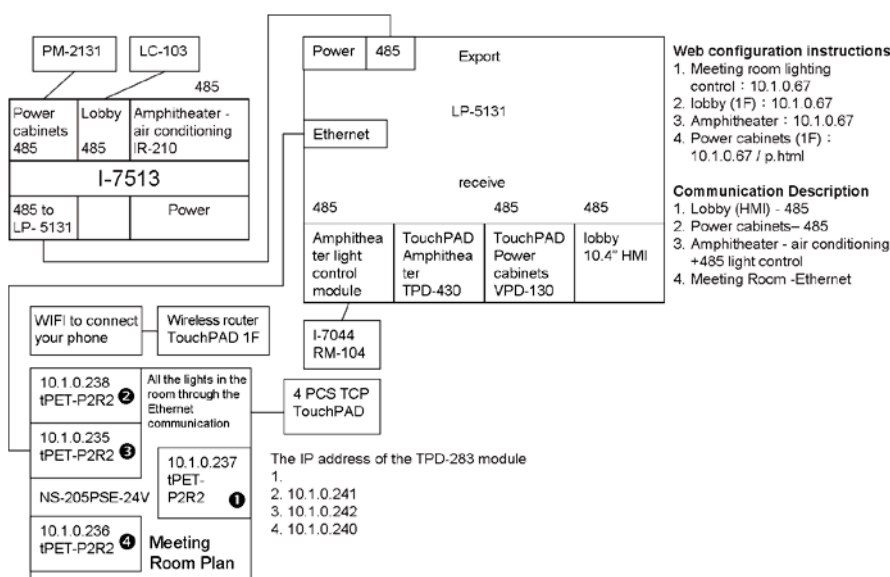 PM-2131
LC-103
485
Power
cabinets
485
Lobby
485
Amphitheater -
air conditioning
IR-210
I-7513
485 to
LP- 5131
Power
Power
485
Export
LP-5131
Ethernet
receive
485
485
485
Amphithea
ter light
control
module
TouchPAD
Amphithea
ter
TPD-430
TouchPAD
Power
cabinets
VPD-130
lobby
10.4" HMI
I-7044
RM-104
Web configuration instructions
1. Meeting room lighting
control：10.1.0.67
2. lobby (1F)：10.1.0.67
3. Amphitheater：10.1.0.67
4. Power cabinets (1F)：
10.1.0.67 / p.html
Communication Description
1. Lobby (HMI) - 485
2. Power cabinets– 485
3. Amphitheater - air conditioning
+485 light control
4. Meeting Room -Ethernet
WIFI to connect
your phone
Wireless router
TouchPAD 1F
10.1.0.238
tPET-P2R2 ❷
All the lights in the
room through the
Ethernet
communication
10.1.0.235
tPET-P2R2 ❸
10.1.0.237
tPET-
P2R2 ❶
NS-205PSE-24V
10.1.0.236
tPET-P2R2 ❹
Meeting
Room Plan
4 PCS TCP
TouchPAD
The IP address of the TPD-283 module
1.
2. 10.1.0.241
3. 10.1.0.242
4. 10.1.0.240